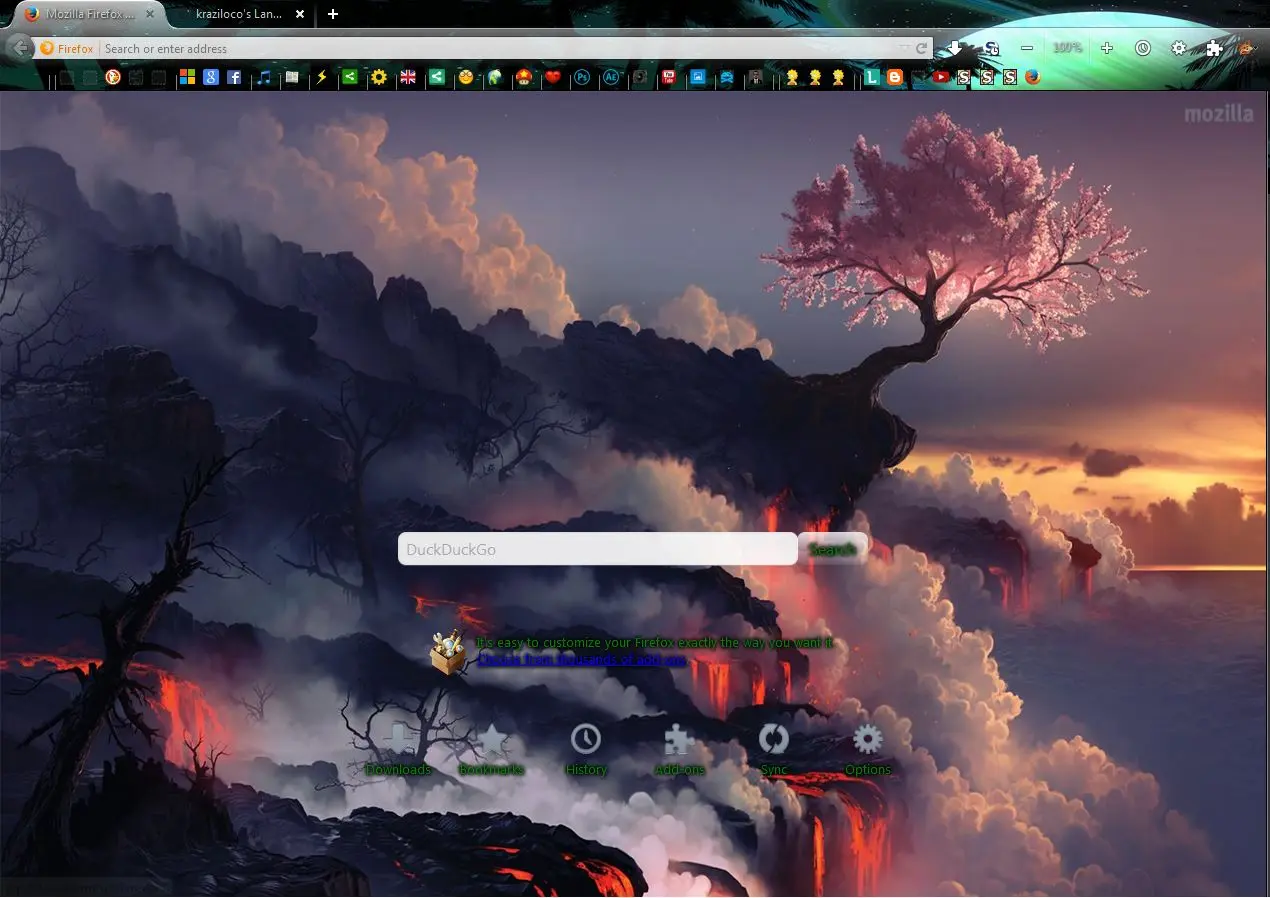 Mozilla Firefox ...
kraziloco's Lan...
Firefox
Search or enter address
100%
mozilla
DuckDuckGo
Search
It's easy to customize your Firefox exactly the way you want it.
Choose from thousands of add-ons
Downloads
Bookmarks
History
Add-ons
Sync
Options